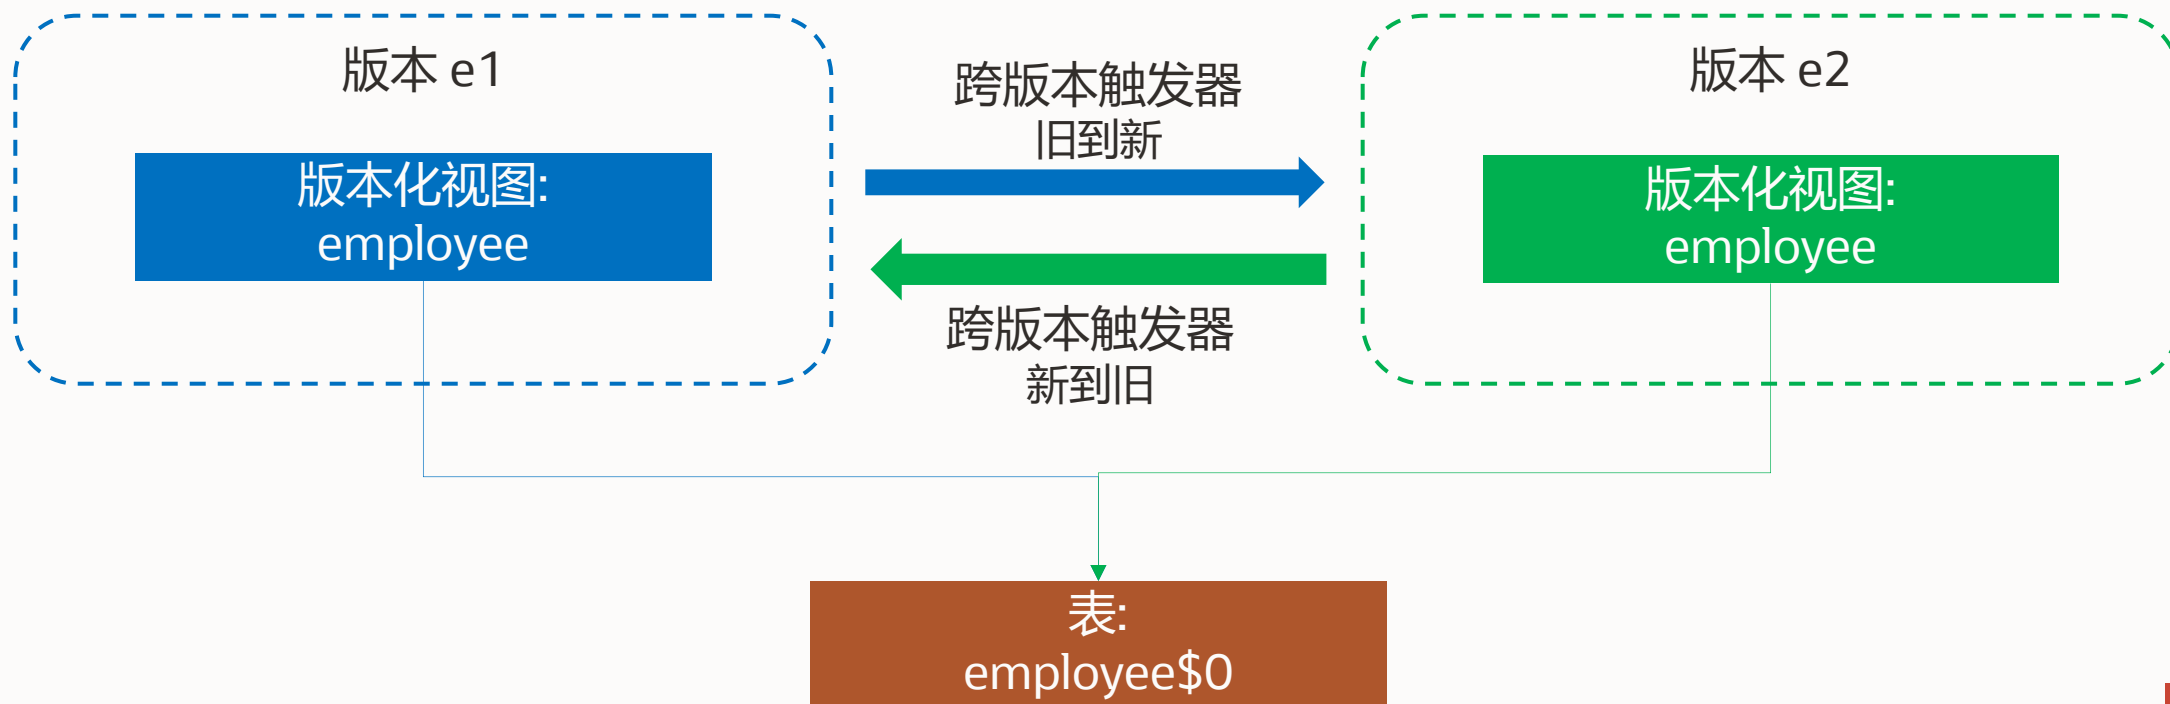 版本 e1
版本化视图:
employee
跨版本触发器
旧到新
跨版本触发器
新到旧
版本 e2
版本化视图:
employee
表:
employee$0